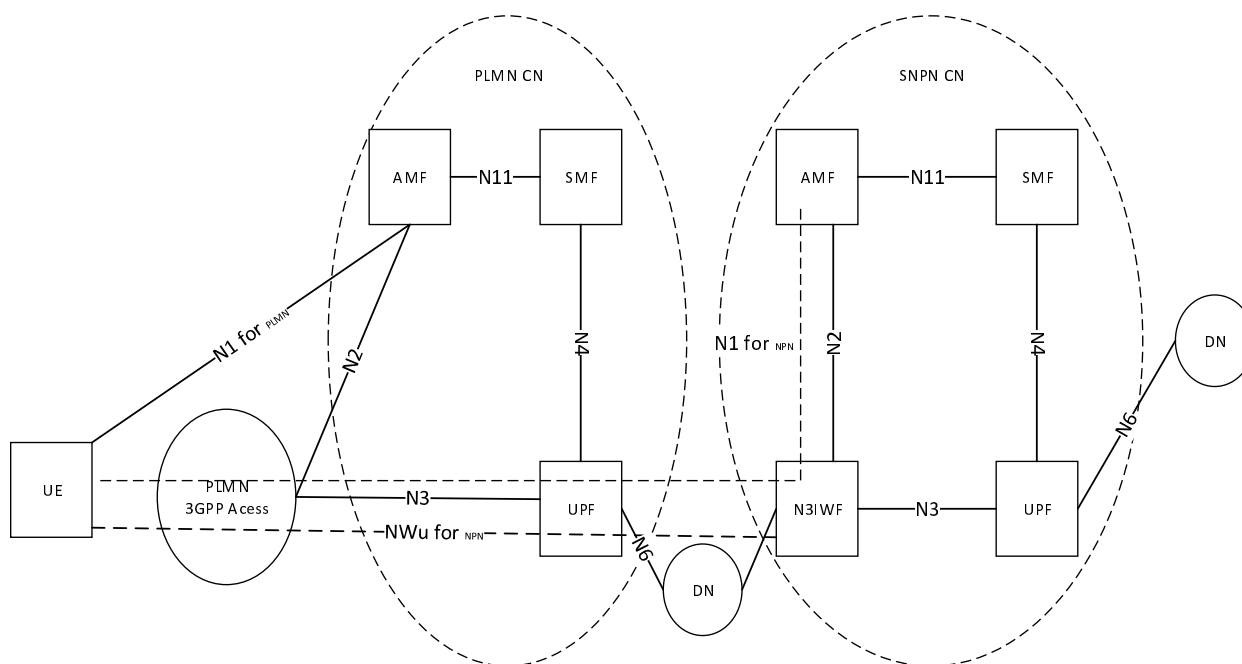 PLMN CN
SNPN CN
AMF
N11
SMF
AMF
N11
SMF
N1 for PLMN
N2
N4
N1 for NPN
N2
N4
DN
N6
UE
PLMN
3GPP Acess
N3
UPF
N3IWF
N3
UPF
NWu for NPN
N6
DN